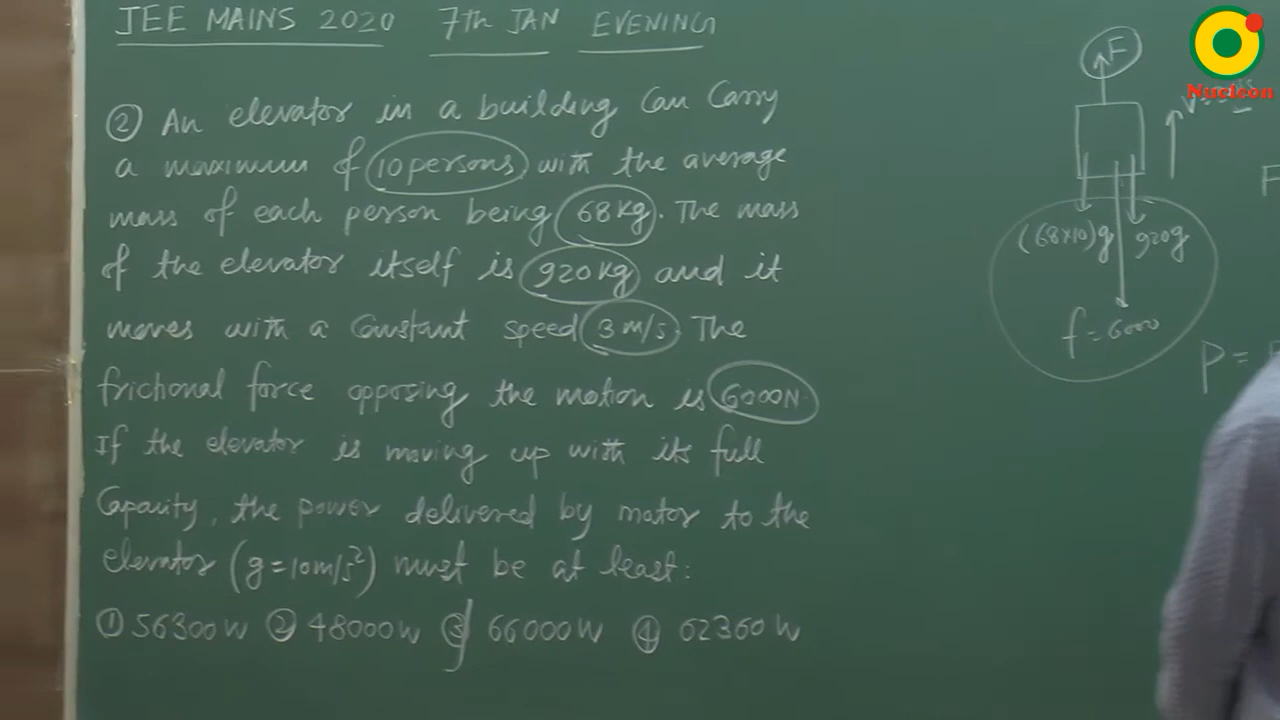 JEE MAINS 2020 7th JAN EVENING
② An elevator in a building Can Carry
a maximum of 10 persons with the average
mass of each person being 68 Kg. The mass
of the elevator itself is 920 Kg and it
moves with a Constant speed 3 m/s. The
frictional force opposing the motion is 6000N.
If the elevator is moving up with its full
Capacity, the power delivered by motor to the
elevator (g=10m/s²) must be at least:
① 56300 W ② 48000 W ③ 66000 W ④ 62360 W
F
(68×10)g 920g
f = 6000
F
P =
Nucleon